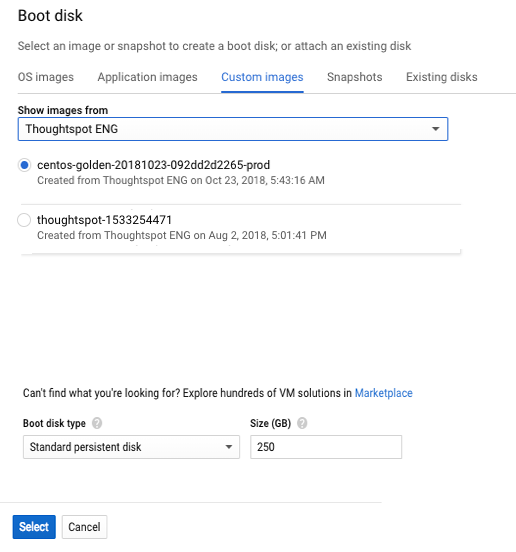 Boot disk
Select an image or snapshot to create a boot disk; or attach an existing disk
OS images Application images Custom images Snapshots Existing disks
Show images from
Thoughtspot ENG
centos-golden-20181023-092dd2d2265-prod
Created from Thoughtspot ENG on Oct 23, 2018, 5:43:16 AM
thoughtspot-1533254471
Created from Thoughtspot ENG on Aug 2, 2018, 5:01:41 PM
Can't find what you're looking for? Explore hundreds of VM solutions in Marketplace
Boot disk type ? Size (GB) ?
Standard persistent disk 250
Select Cancel